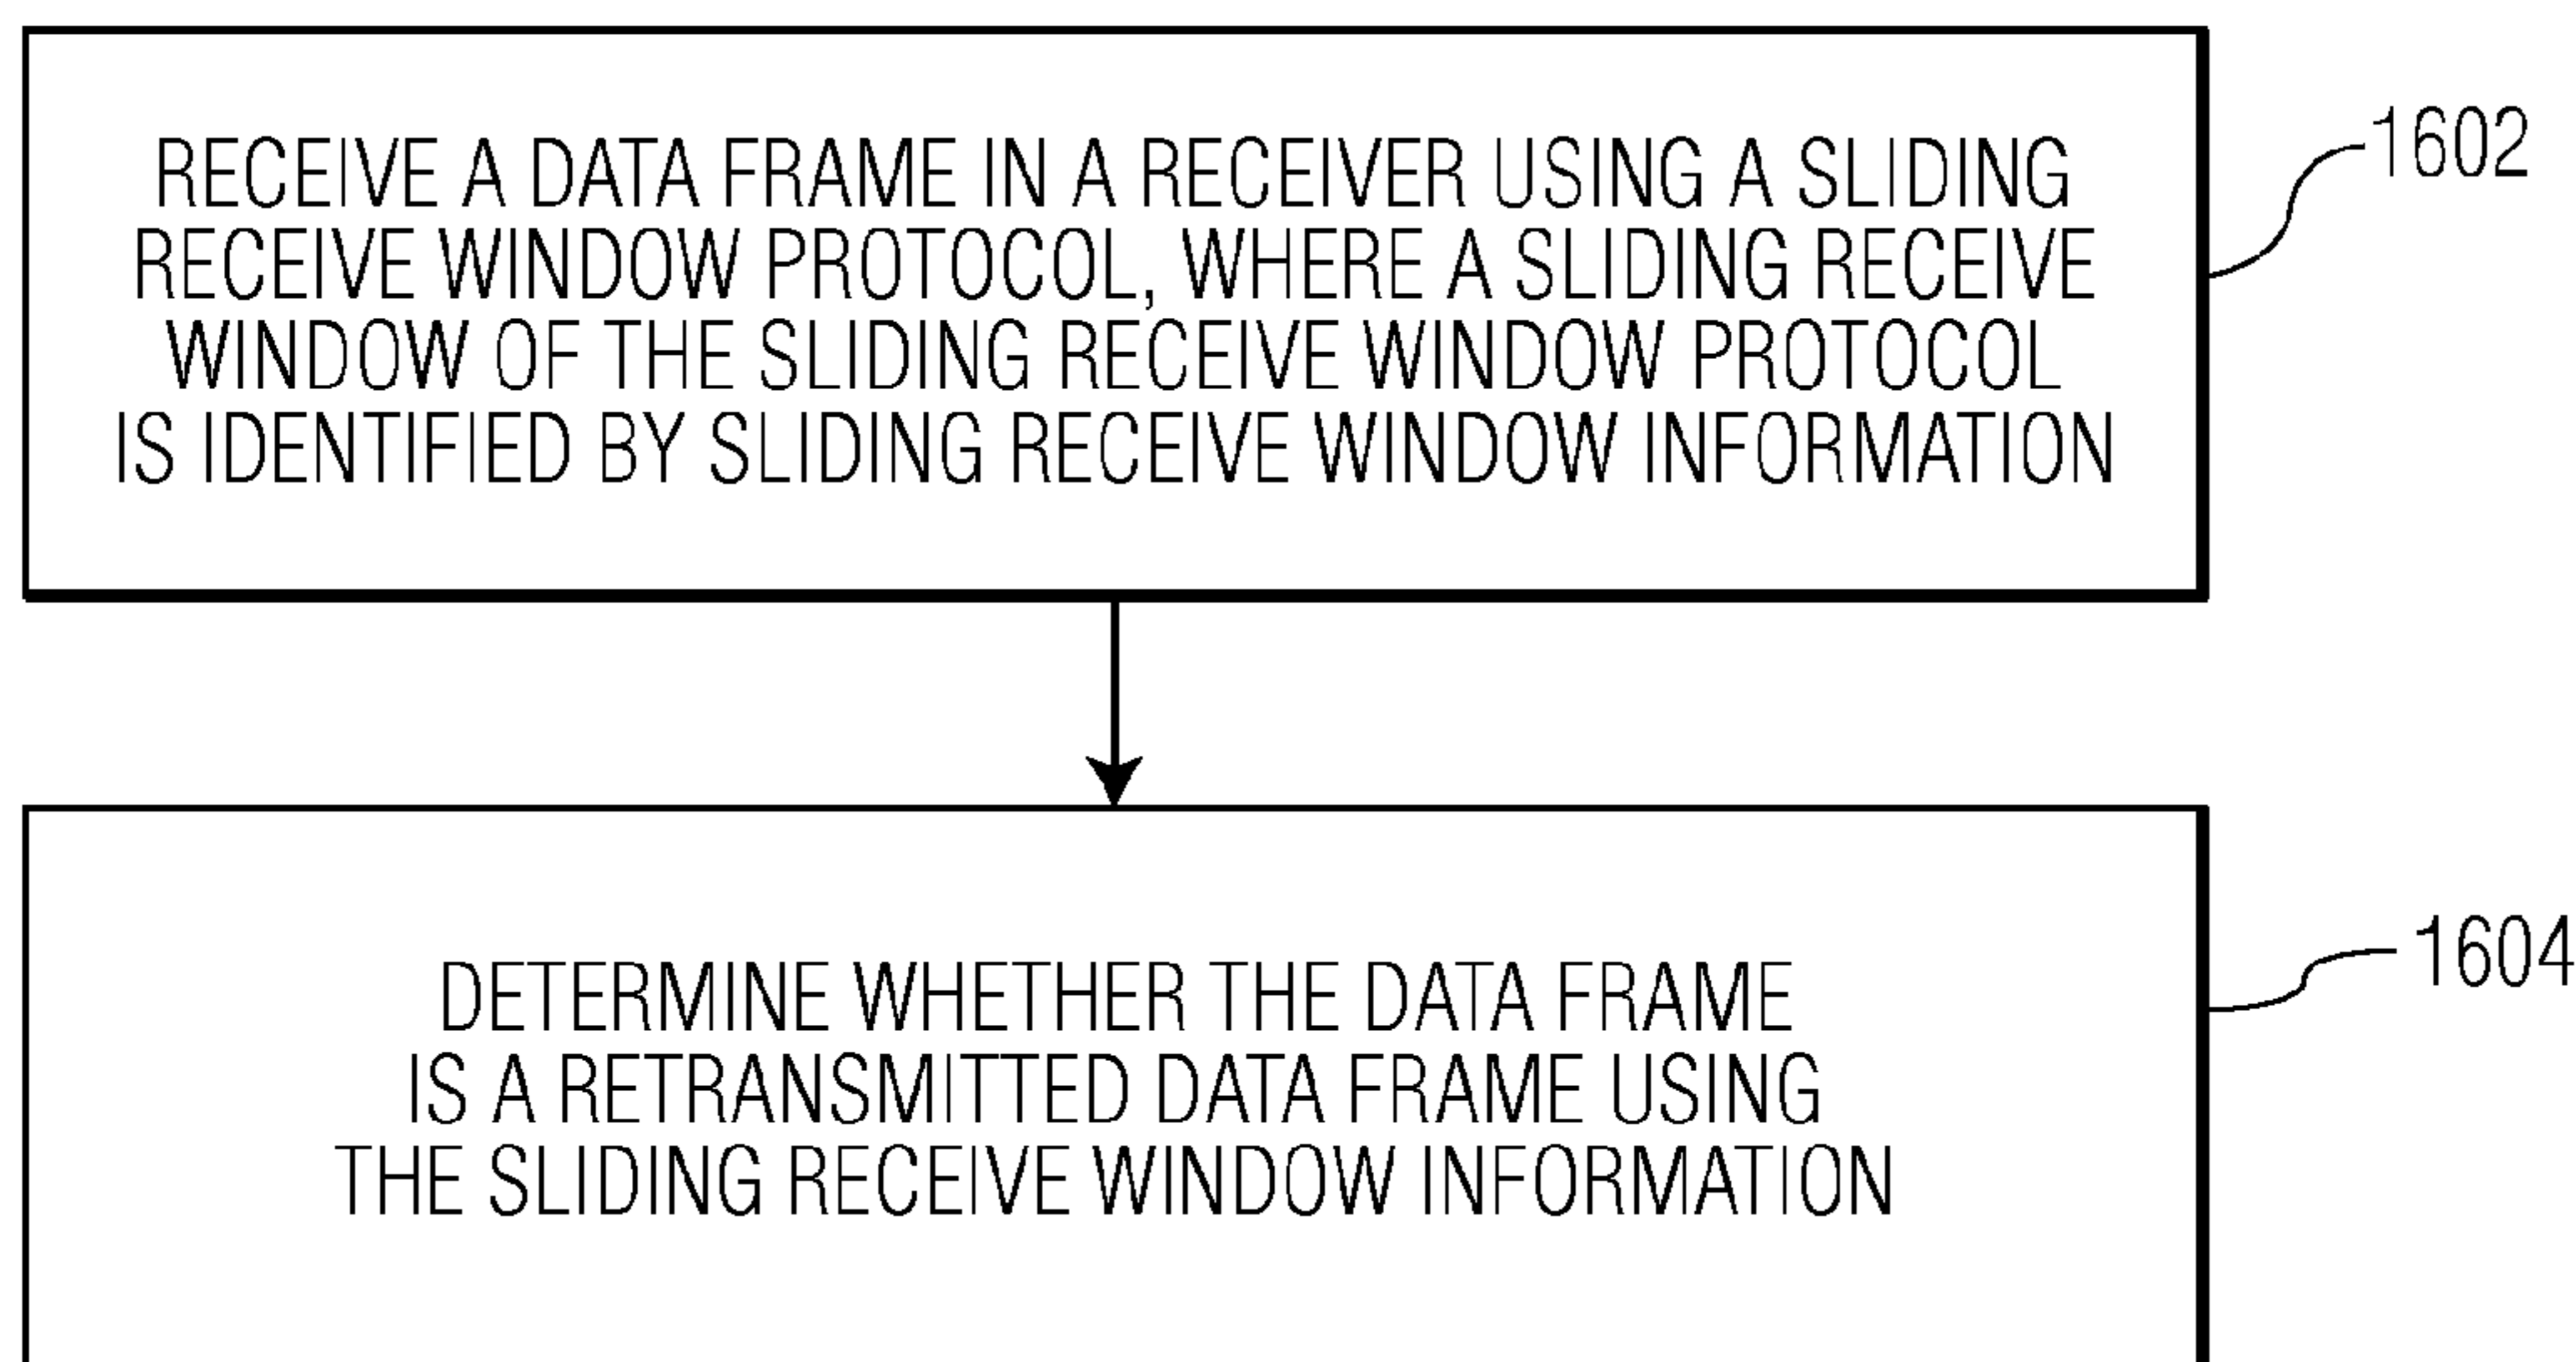 RECEIVE A DATA FRAME IN A RECEIVER USING A SLIDING
RECEIVE WINDOW PROTOCOL, WHERE A SLIDING RECEIVE
WINDOW OF THE SLIDING RECEIVE WINDOW PROTOCOL
IS IDENTIFIED BY SLIDING RECEIVE WINDOW INFORMATION
1602
DETERMINE WHETHER THE DATA FRAME
IS A RETRANSMITTED DATA FRAME USING
THE SLIDING RECEIVE WINDOW INFORMATION
1604